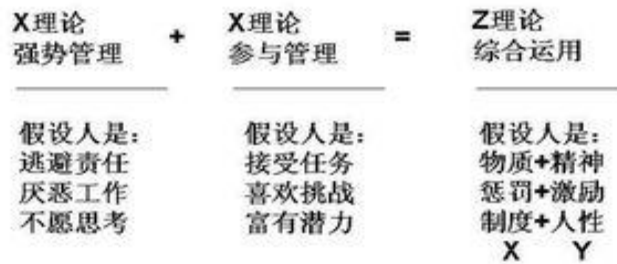 X理论
强势管理
+
X理论
参与管理
=
Z理论
综合运用
假设人是：
逃避责任
厌恶工作
不愿思考
假设人是：
接受任务
喜欢挑战
富有潜力
假设人是：
物质+精神
惩罚+激励
制度+人性
X Y